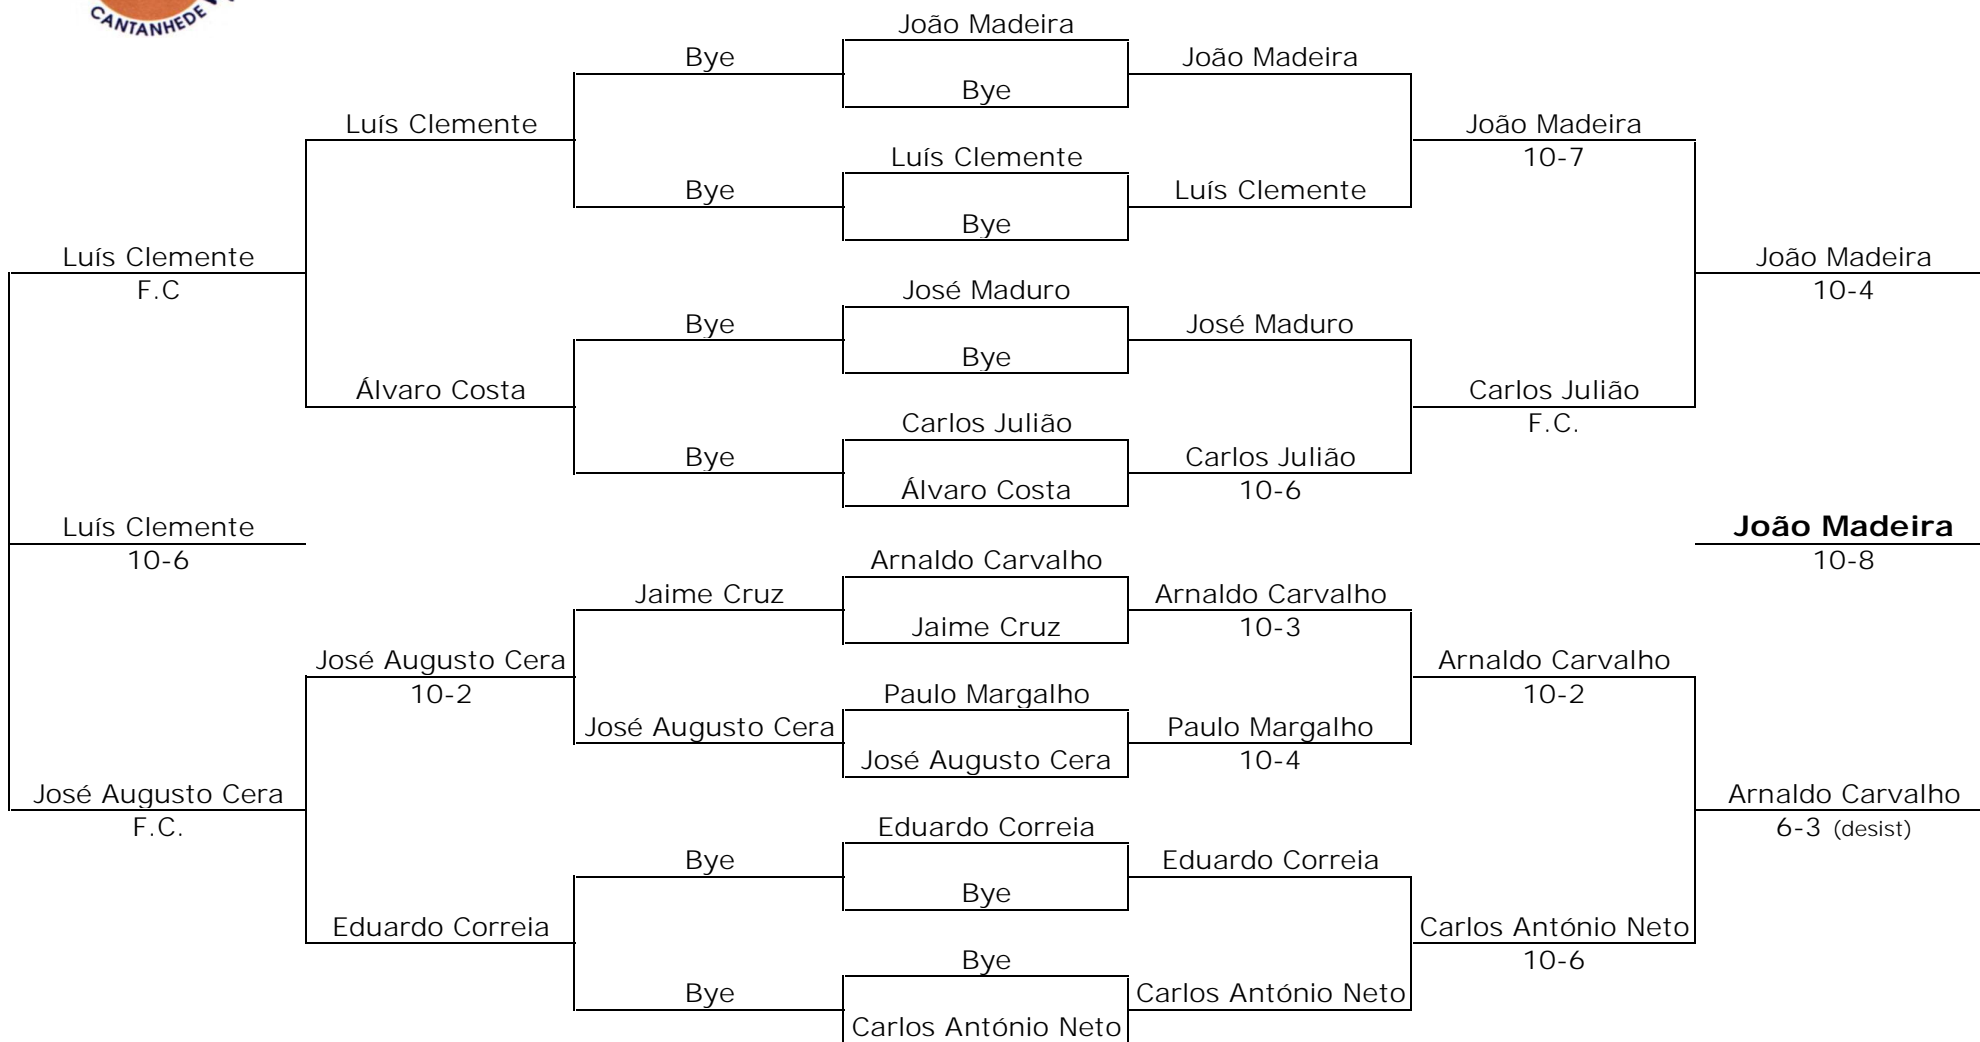 CANTANHEDE
João Madeira
Bye João Madeira
Bye
Luís Clemente João Madeira
10-7
Luís Clemente
Bye Luís Clemente
Bye
Luís Clemente João Madeira
F.C 10-4
José Maduro
Bye José Maduro
Bye
Álvaro Costa Carlos Julião
F.C.
Carlos Julião
Bye Carlos Julião
Álvaro Costa 10-6
Luís Clemente João Madeira
10-6 10-8
Arnaldo Carvalho
Jaime Cruz Arnaldo Carvalho
Jaime Cruz 10-3
José Augusto Cera Arnaldo Carvalho
10-2 Paulo Margalho 10-2
José Augusto Cera Paulo Margalho
José Augusto Cera 10-4
José Augusto Cera Arnaldo Carvalho
F.C. Eduardo Correia 6-3 (desist)
Bye Eduardo Correia
Bye
Eduardo Correia Carlos António Neto
Bye 10-6
Bye Carlos António Neto
Carlos António Neto